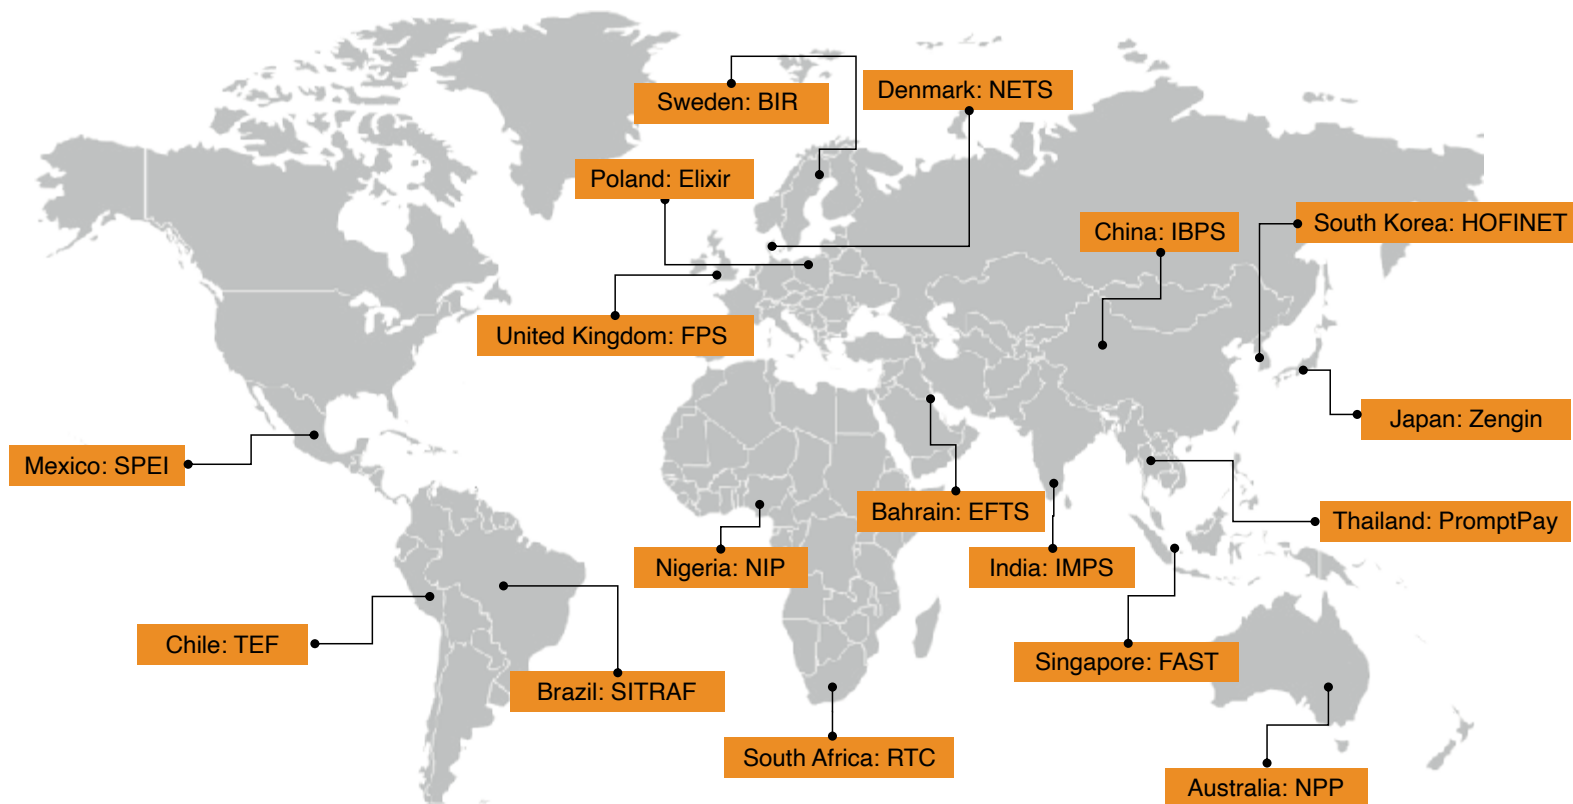 Sweden: BIR
Denmark: NETS
Poland: Elixir
China: IBPS
South Korea: HOFINET
United Kingdom: FPS
Japan: Zengin
Mexico: SPEI
Bahrain: EFTS
Thailand: PromptPay
Nigeria: NIP
India: IMPS
Chile: TEF
Singapore: FAST
Brazil: SITRAF
South Africa: RTC
Australia: NPP